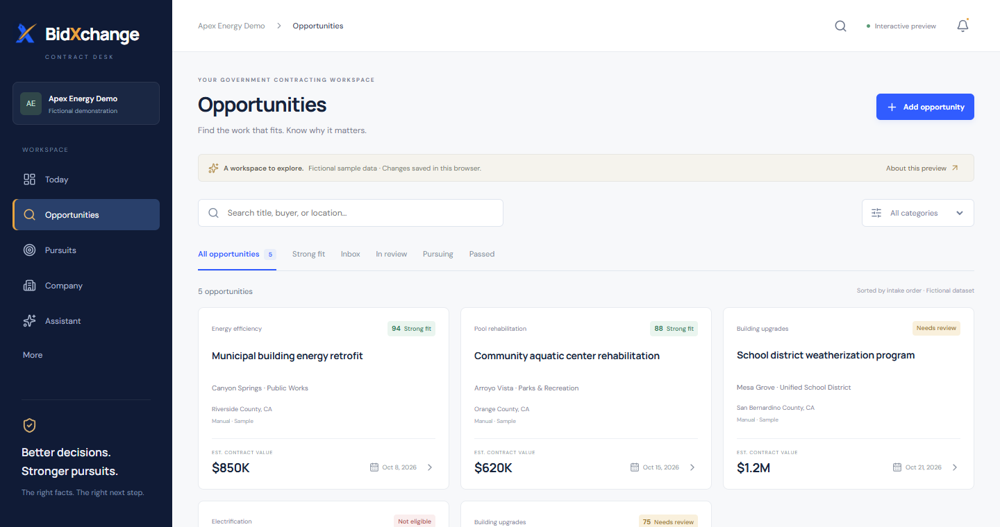 BidXchange
CONTRACT DESK
AE
Apex Energy Demo
Fictional demonstration
WORKSPACE
Today
Opportunities
Pursuits
Company
Assistant
More
Better decisions.
Stronger pursuits.
The right facts. The right next step.
Apex Energy Demo
Opportunities
Interactive preview
YOUR GOVERNMENT CONTRACTING WORKSPACE
Opportunities
Find the work that fits. Know why it matters.
Add opportunity
A workspace to explore. Fictional sample data · Changes saved in this browser.
About this preview
Search title, buyer, or location...
All categories
All opportunities 5
Strong fit
Inbox
In review
Pursuing
Passed
5 opportunities
Sorted by intake order · Fictional dataset
Energy efficiency
94 Strong fit
Municipal building energy retrofit
Canyon Springs · Public Works
Riverside County, CA
Manual · Sample
EST. CONTRACT VALUE
$850K
Oct 8, 2026
Pool rehabilitation
88 Strong fit
Community aquatic center rehabilitation
Arroyo Vista · Parks & Recreation
Orange County, CA
Manual · Sample
EST. CONTRACT VALUE
$620K
Oct 15, 2026
Building upgrades
Needs review
School district weatherization program
Mesa Grove · Unified School District
San Bernardino County, CA
Manual · Sample
EST. CONTRACT VALUE
$1.2M
Oct 21, 2026
Electrification
Not eligible
Building upgrades
75 Needs review